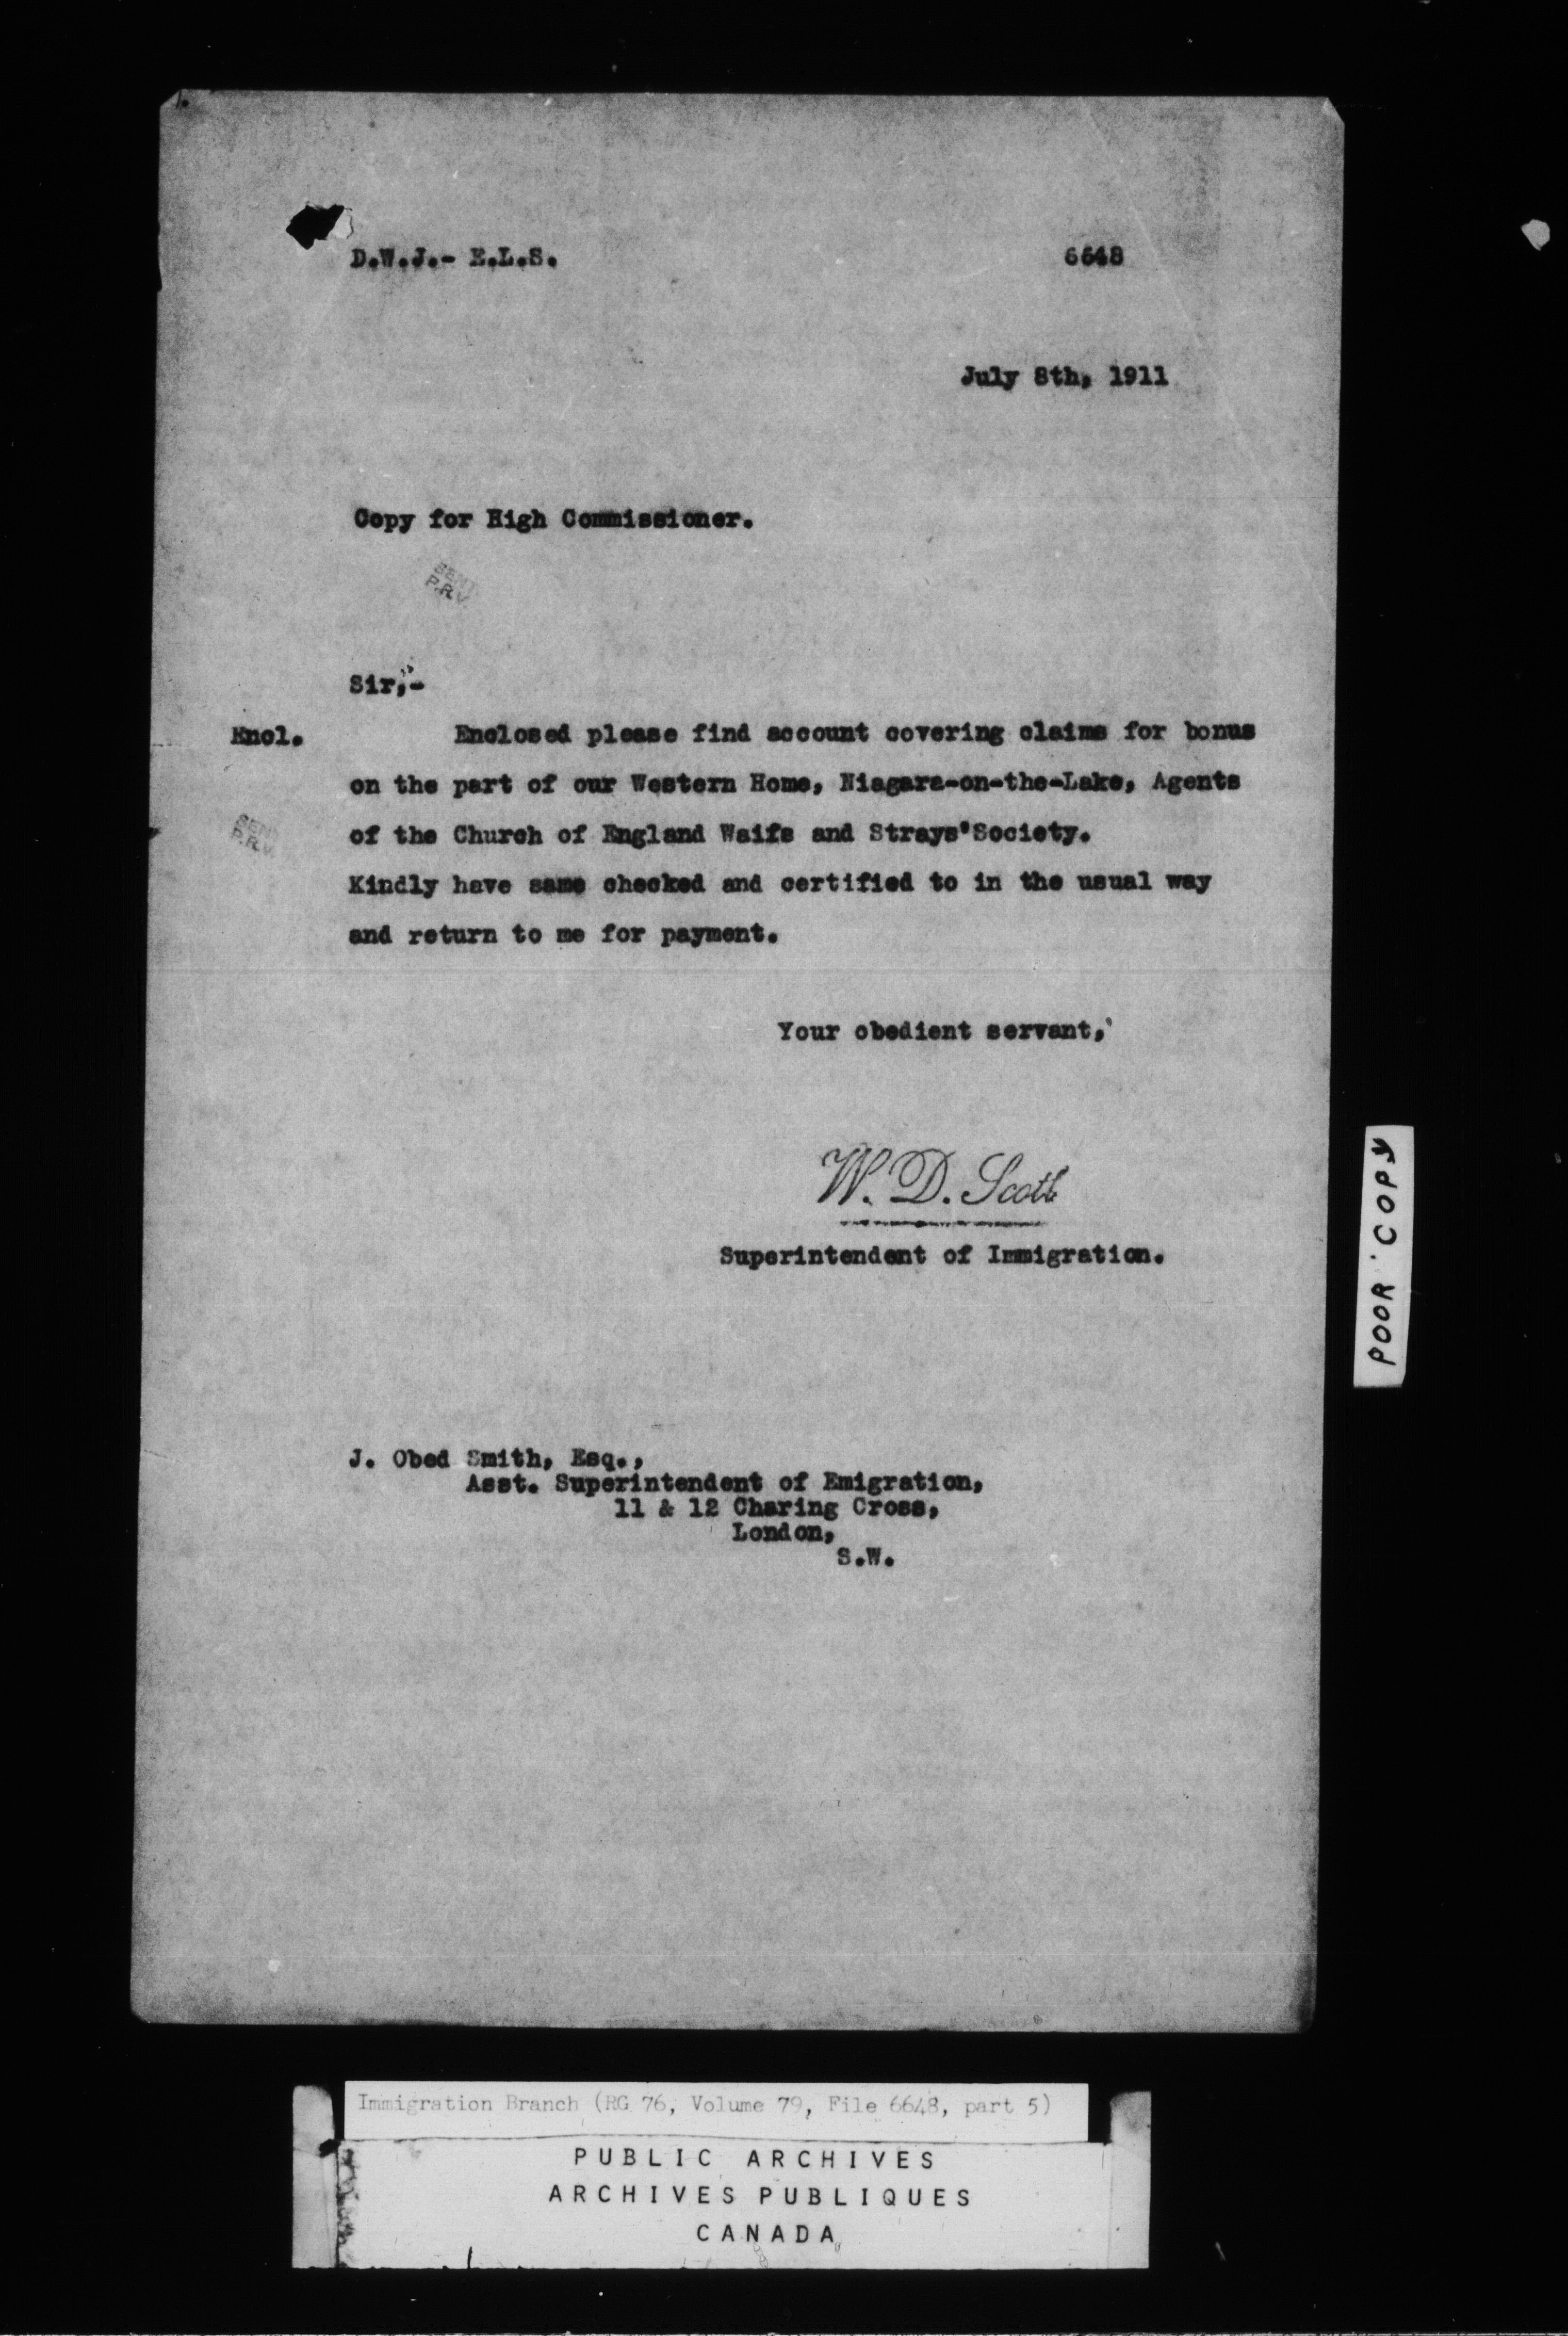 D.W.J.- E.L.S. 6648
July 8th, 1911
Copy for High Commissioner.
SENT
P.R.V.
Sir,-
Encl. Enclosed please find account covering claims for bonus
on the part of our Western Home, Niagara-on-the-Lake, Agents
of the Church of England Waifs and Strays'Society.
SENT
P.R.V.
Kindly have same checked and certified to in the usual way
and return to me for payment.
Your obedient servant,
W. D. Scott
Superintendent of Immigration.
POOR COPY
J. Obed Smith, Esq.,
Asst. Superintendent of Emigration,
11 & 12 Charing Cross,
London,
S.W.
Immigration Branch (RG 76, Volume 79, File 6648, part 5)
PUBLIC ARCHIVES
ARCHIVES PUBLIQUES
CANADA